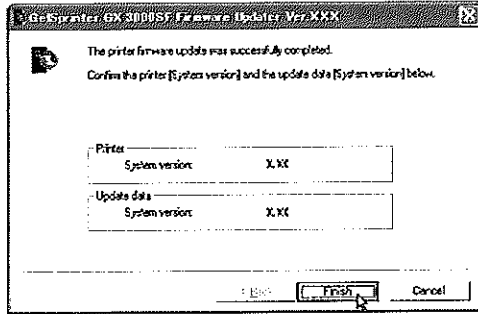 GelSprinter GX 3000SF Firmware Updater Ver.XXX
The printer firmware update was successfully completed.
Confirm the printer [System version] and the update data [System version] below.
Printer
System version: X.XX
Update data
System version: X.XX
< Back Finish Cancel